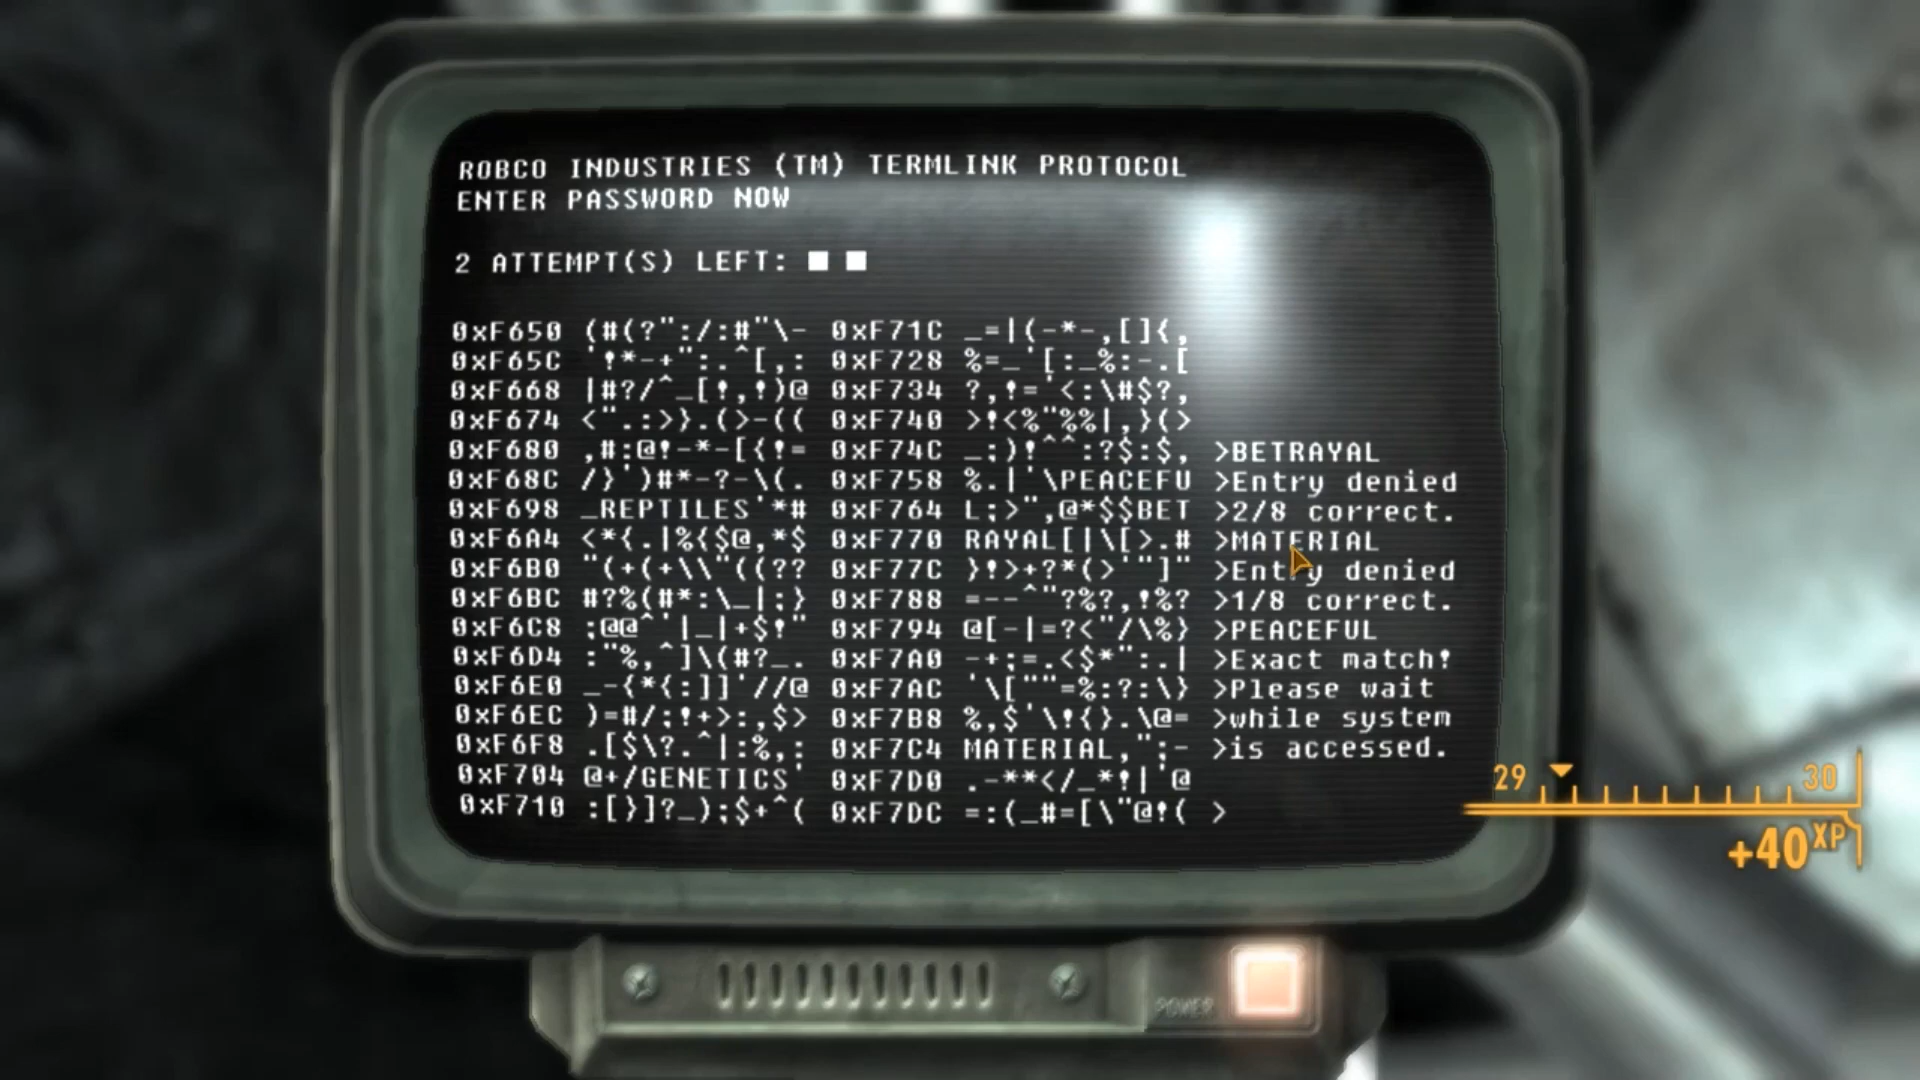 ROBCO INDUSTRIES (TM) TERMLINK PROTOCOL
ENTER PASSWORD NOW
2 ATTEMPT(S) LEFT: ■ ■
0xF650 (#(?":/:#"\- 0xF71C _=|(-*-,[]{,
0xF65C '!*-+":.^[,: 0xF728 %=_'[:_%:-.[
0xF668 |#?/^_[!,!)@ 0xF734 ?,!='<:\#$?,
0xF674 <".:>}.(>-(( 0xF740 >!<%"%%|,}(>
0xF680 ,#:@!-*-[{!= 0xF74C _;)!^^:?$:$, >BETRAYAL
0xF68C /}')#*-?-\(. 0xF758 %.|'\PEACEFU >Entry denied
0xF698 _REPTILES'*# 0xF764 L;>",@*$$BET >2/8 correct.
0xF6A4 <*{.|%{$@,*$ 0xF770 RAYAL[|\[>.# >MATERIAL
0xF6B0 "(+(+\\"((?? 0xF77C }!>+?*(>'"]" >Entry denied
0xF6BC #?%(#*:\_|;} 0xF788 =--^"?%?,!%? >1/8 correct.
0xF6C8 ;@@^'|_|+$!" 0xF794 @[-|=?<"/\%} >PEACEFUL
0xF6D4 :"%,^]\(#?_. 0xF7A0 -+;=.<$*":.| >Exact match!
0xF6E0 _-{*{:]]'//@ 0xF7AC '\[""=%:?:\} >Please wait
0xF6EC )=#/;!+>:,$> 0xF7B8 %,$'\!{}.\@= >while system
0xF6F8 .[$\?.^|:%,: 0xF7C4 MATERIAL,";- >is accessed.
0xF704 @+/GENETICS' 0xF7D0 .-**</_*!|'@
0xF710 :[}]?_);$+^( 0xF7DC =:(_#=[\"@!( >
29 30
+40 XP
POWER